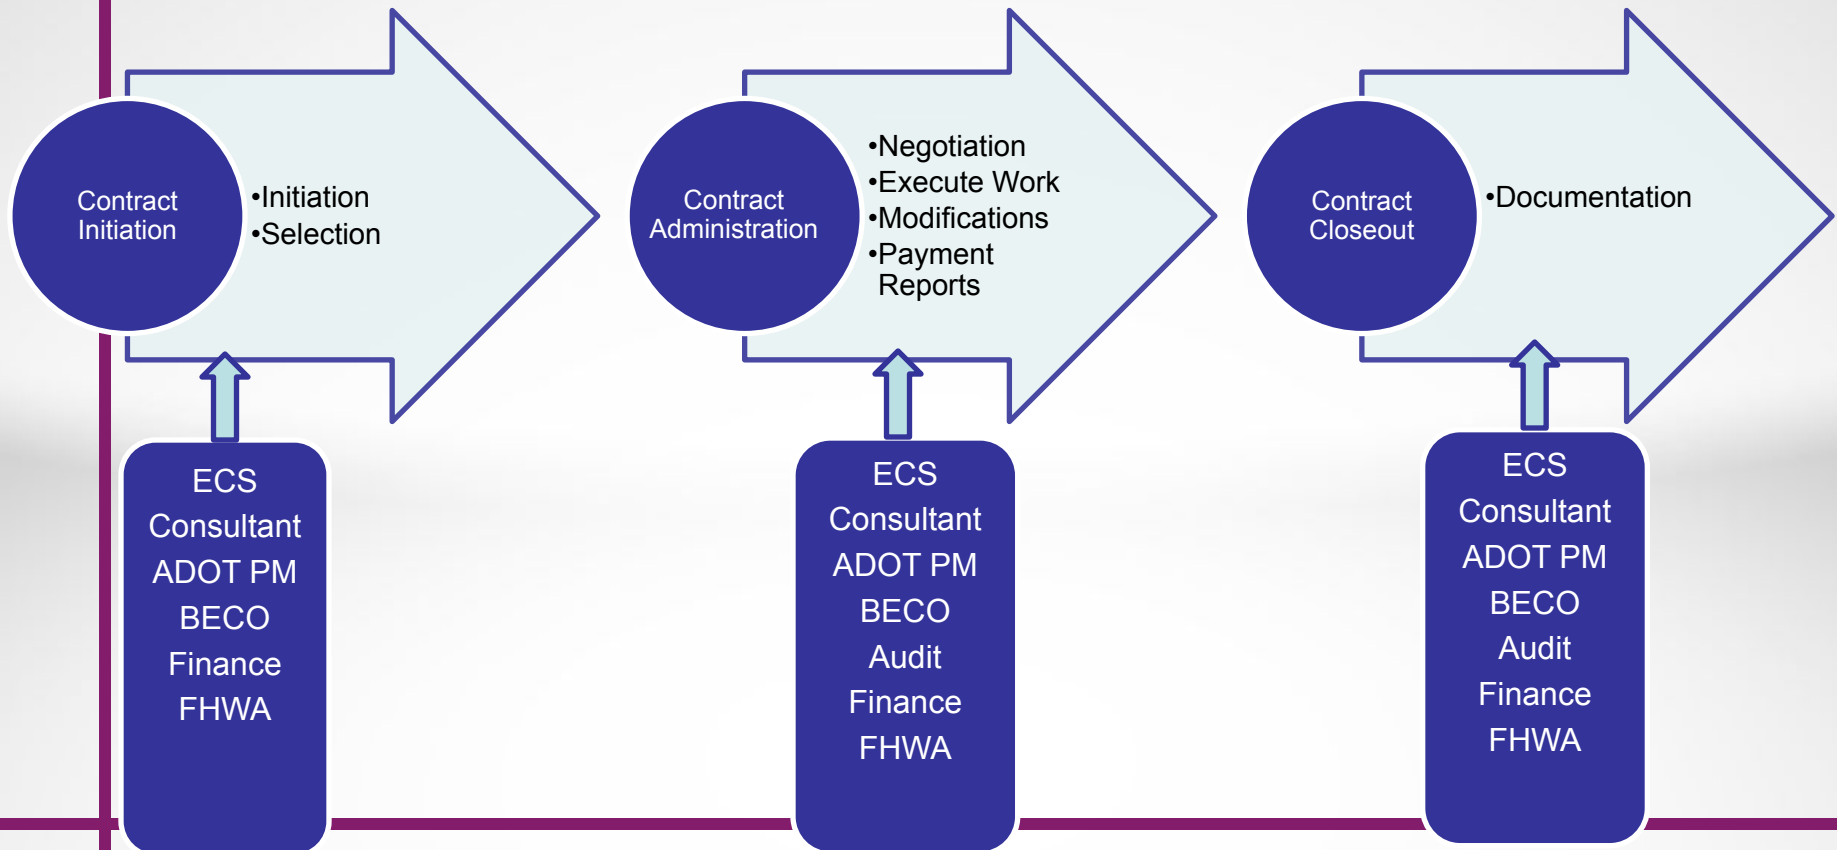 Contract
Initiation
•Initiation
•Selection
Contract
Administration
•Negotiation
•Execute Work
•Modifications
•Payment
Reports
Contract
Closeout
•Documentation
ECS
Consultant
ADOT PM
BECO
Finance
FHWA
ECS
Consultant
ADOT PM
BECO
Audit
Finance
FHWA
ECS
Consultant
ADOT PM
BECO
Audit
Finance
FHWA